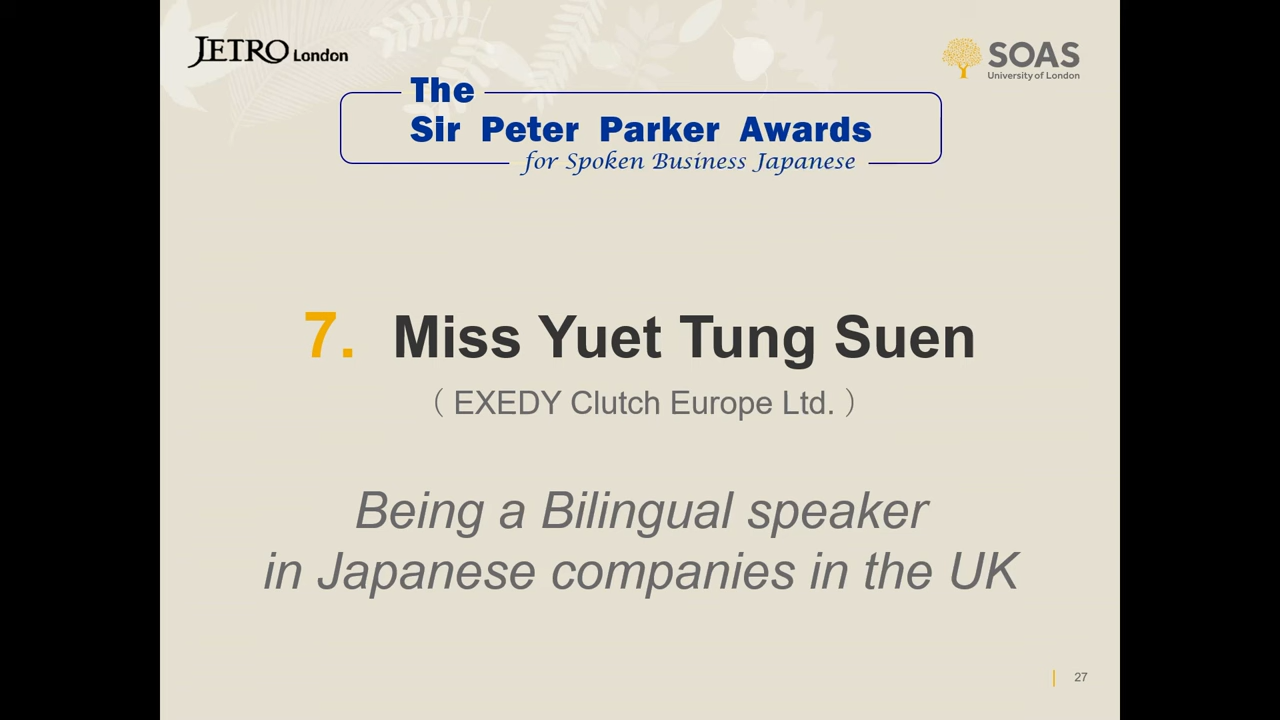 JETRO London
SOAS
University of London
The
Sir Peter Parker Awards
for Spoken Business Japanese
7. Miss Yuet Tung Suen
（ EXEDY Clutch Europe Ltd. ）
Being a Bilingual speaker
in Japanese companies in the UK
27